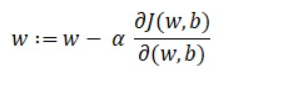 w := w − α ∂J(w, b) / ∂(w, b)